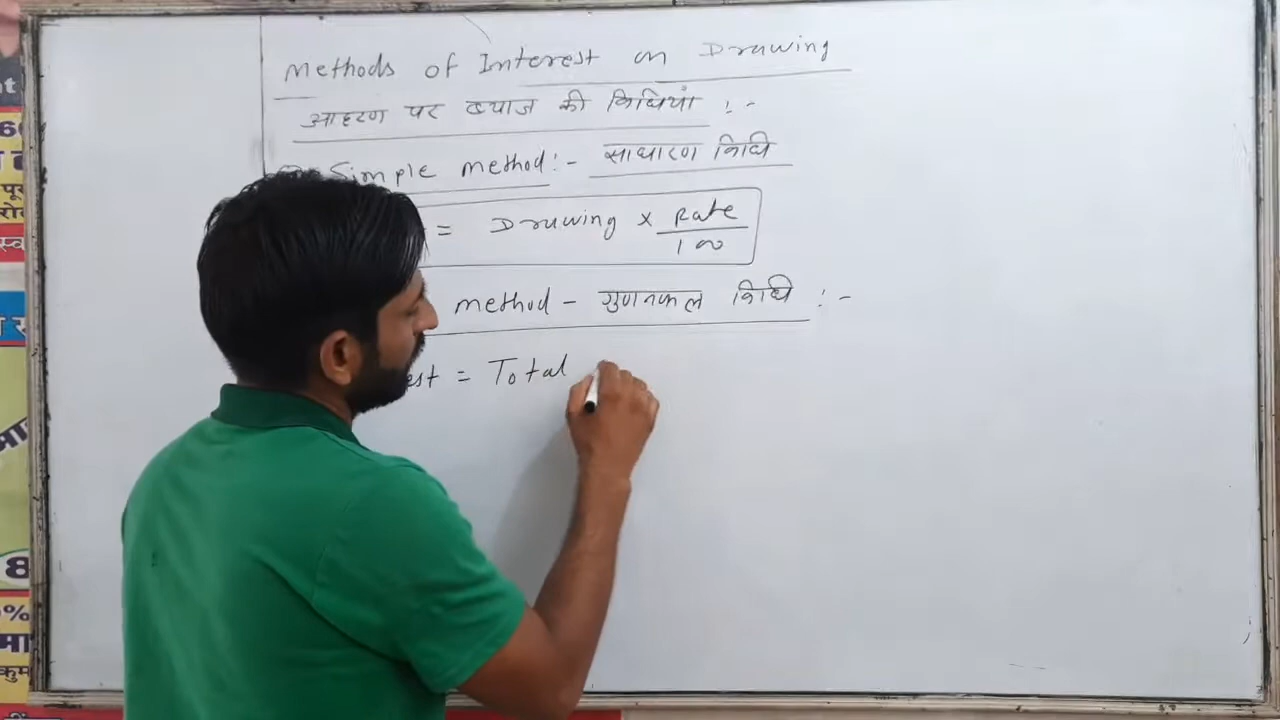 Methods of Interest on Drawing
आहरण पर ब्याज की विधियां :-
Simple method :- साधारण विधि
= Drawing × Rate / 100
method - गुणनफल विधि :-
est = Total